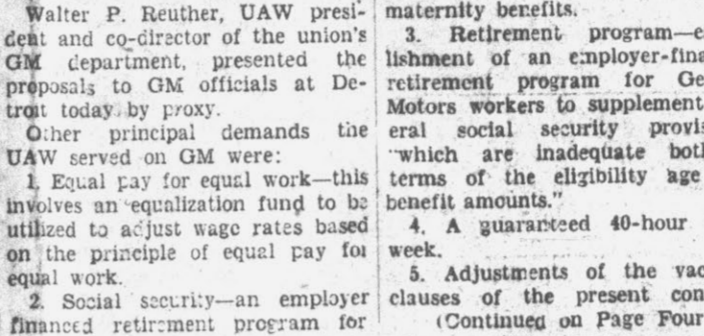 Walter P. Reuther, UAW presi-
dent and co-director of the union's
GM department, presented the
proposals to GM officials at De-
troit today by proxy.
Other principal demands the
UAW served on GM were:
1. Equal pay for equal work—this
involves an equalization fund to be
utilized to adjust wage rates based
on the principle of equal pay for
equal work.
2. Social security—an employer
financed retirement program for
maternity benefits.
3. Retirement program—e
lishment of an employer-fina
retirement program for Ge
Motors workers to supplement
eral social security provis
"which are inadequate bot
terms of the eligibility age
benefit amounts."
4. A guaranteed 40-hour
week.
5. Adjustments of the vac
clauses of the present con
(Continued on Page Four